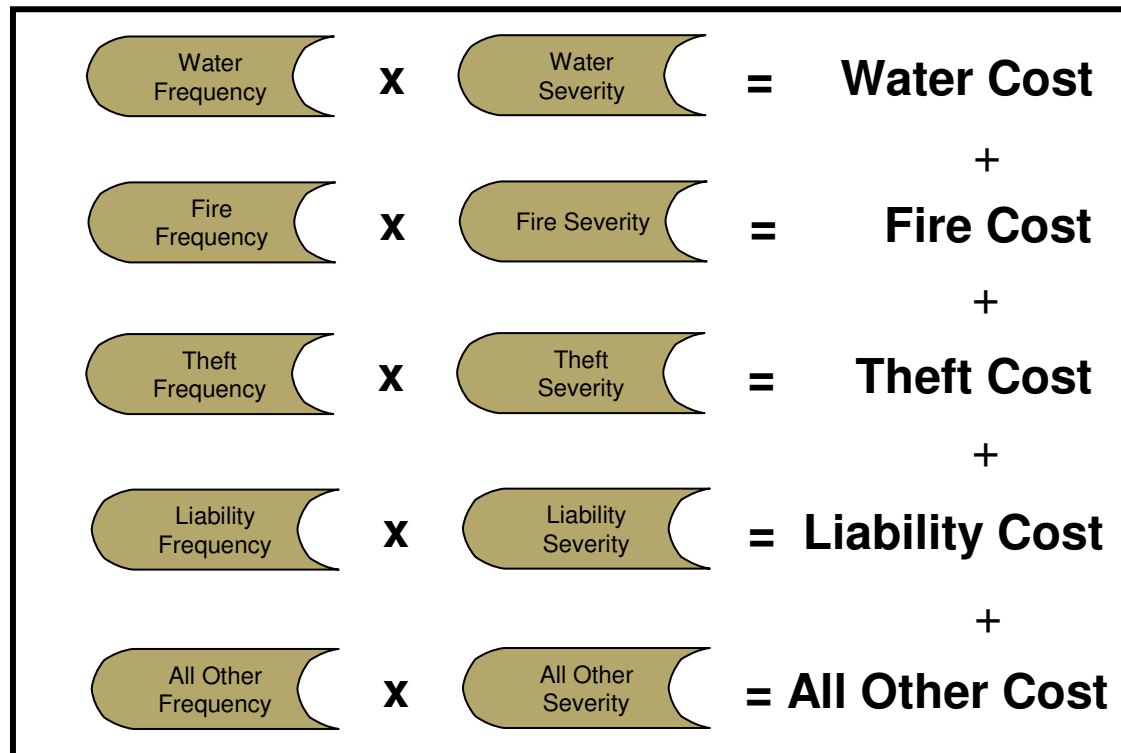 Water
Frequency
x
Water
Severity
=
Water Cost
+
Fire
Frequency
x
Fire Severity
=
Fire Cost
+
Theft
Frequency
x
Theft
Severity
=
Theft Cost
+
Liability
Frequency
x
Liability
Severity
=
Liability Cost
+
All Other
Frequency
x
All Other
Severity
=
All Other Cost